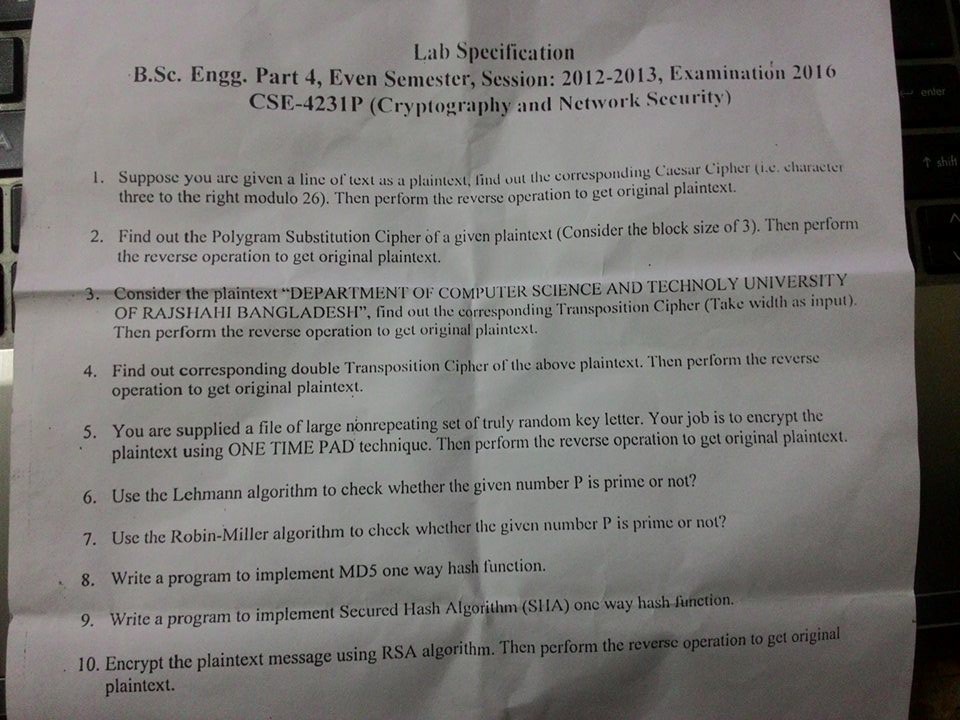 Lab Specification
B.Sc. Engg. Part 4, Even Semester, Session: 2012-2013, Examination 2016
CSE-4231P (Cryptography and Network Security)
1. Suppose you are given a line of text as a plaintext, find out the corresponding Caesar Cipher (i.e. character
three to the right modulo 26). Then perform the reverse operation to get original plaintext.
2. Find out the Polygram Substitution Cipher of a given plaintext (Consider the block size of 3). Then perform
the reverse operation to get original plaintext.
3. Consider the plaintext “DEPARTMENT OF COMPUTER SCIENCE AND TECHNOLY UNIVERSITY
OF RAJSHAHI BANGLADESH”, find out the corresponding Transposition Cipher (Take width as input).
Then perform the reverse operation to get original plaintext.
4. Find out corresponding double Transposition Cipher of the above plaintext. Then perform the reverse
operation to get original plaintext.
5. You are supplied a file of large nonrepeating set of truly random key letter. Your job is to encrypt the
plaintext using ONE TIME PAD technique. Then perform the reverse operation to get original plaintext.
6. Use the Lehmann algorithm to check whether the given number P is prime or not?
7. Use the Robin-Miller algorithm to check whether the given number P is prime or not?
8. Write a program to implement MD5 one way hash function.
9. Write a program to implement Secured Hash Algorithm (SHA) one way hash function.
10. Encrypt the plaintext message using RSA algorithm. Then perform the reverse operation to get original
plaintext.
enter
shift
A